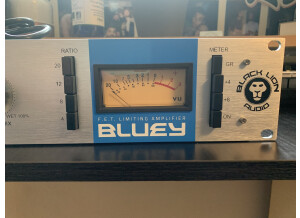 RATIO
20
12
8
4
VU
F.E.T. LIMITING AMPLIFIER
BLUEY
METER
GR
+4
+8
ON
BLACK LION
AUDIO